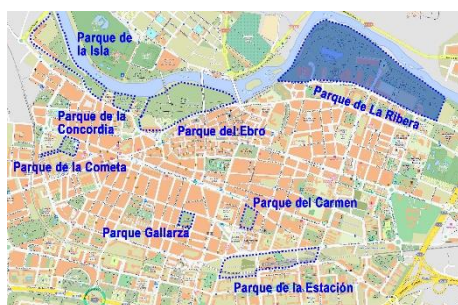 Parque de
la Isla
Parque de la
Concordia
Parque del Ebro
Parque de La Ribera
Parque de la Cometa
Parque del Carmen
Parque Gallarza
Parque de la Estación